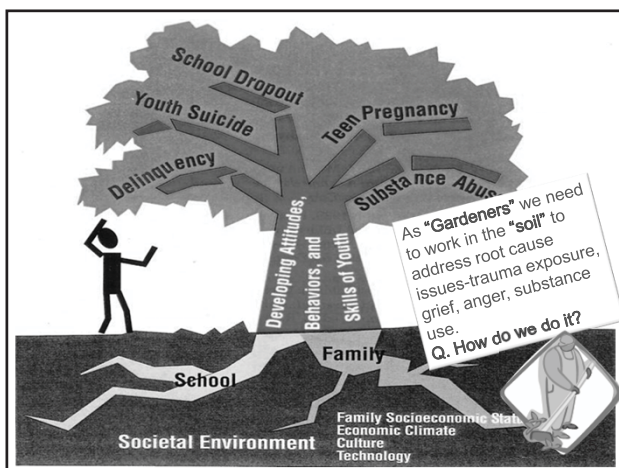 School Dropout
Youth Suicide
Delinquency
Teen Pregnancy
Substance Abus
Developing Attitudes,
Behaviors, and
Skills of Youth
As “Gardeners” we need
to work in the “soil” to
address root cause
issues-trauma exposure,
grief, anger, substance
use.
Q. How do we do it?
School
Family
Societal Environment
Family Socioeconomic Stat
Economic Climate
Culture
Technology